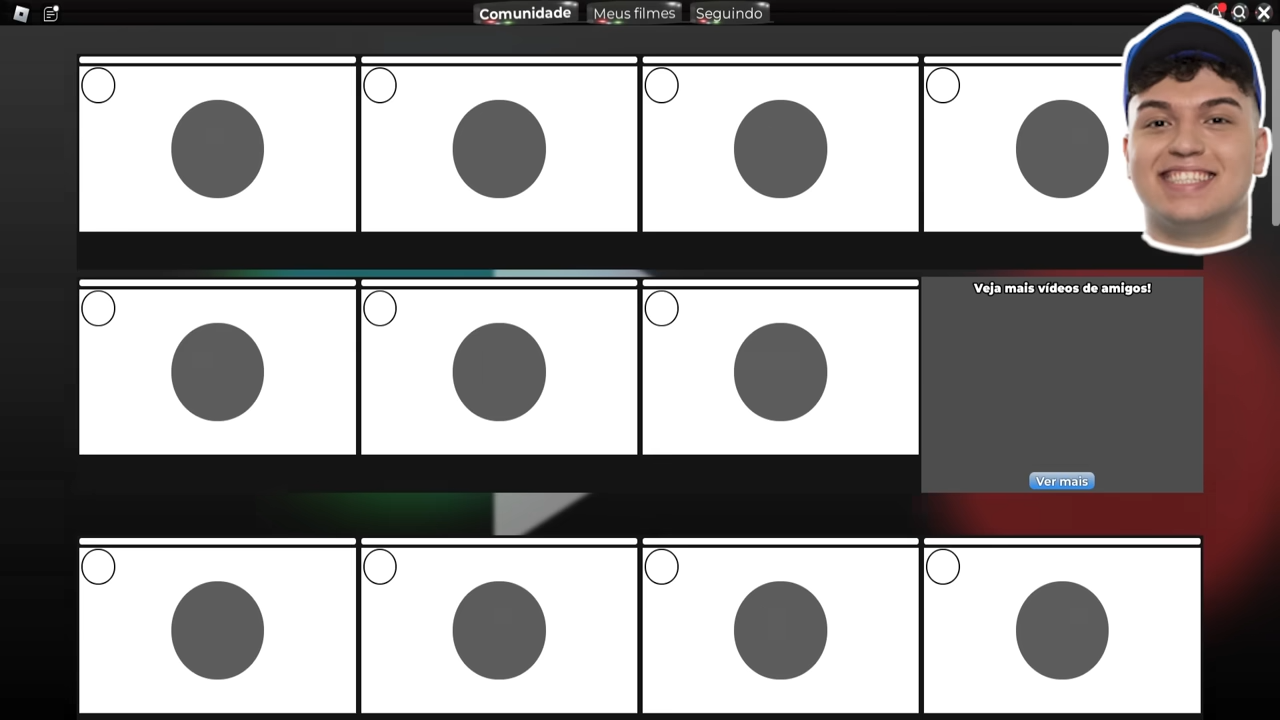 Comunidade
Meus filmes
Seguindo
Veja mais vídeos de amigos!
Ver mais